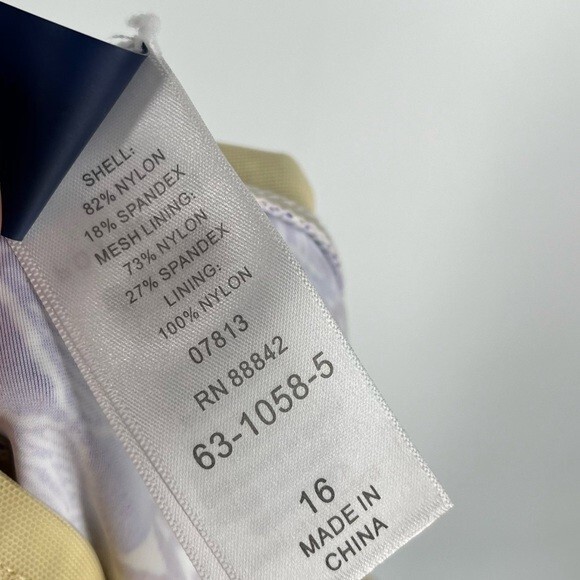 SHELL:
82% NYLON
18% SPANDEX
MESH LINING:
73% NYLON
27% SPANDEX
LINING:
100% NYLON
07813
RN 88842
63-1058-5
16
MADE IN
CHINA